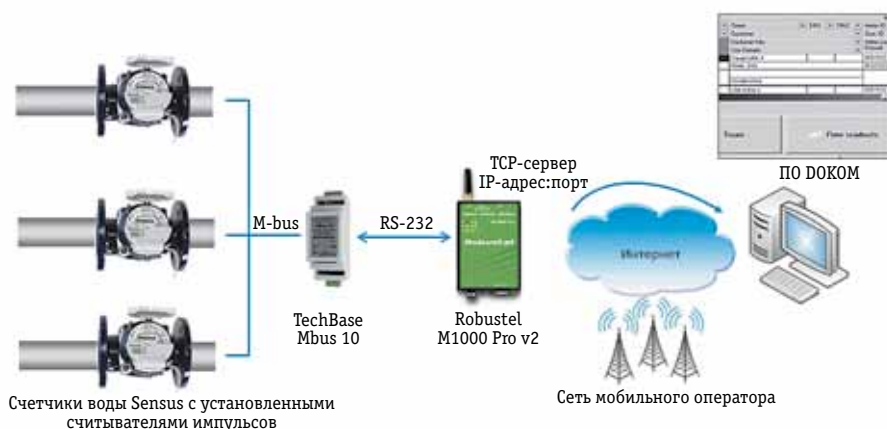 ПО DOKOM
TCP-сервер
IP-адрес:порт
M-bus
RS-232
Интернет
TechBase
Mbus 10
Robustel
M1000 Pro v2
Сеть мобильного оператора
Счетчики воды Sensus с установленными
считывателями импульсов